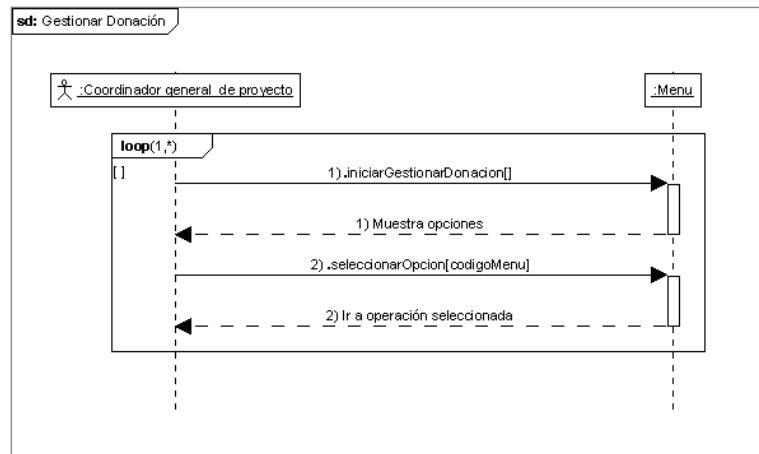 sd: Gestionar Donación
:Coordinador general de proyecto
:Menu
loop(1,*)
[ ]
1) .iniciarGestionarDonacion[]
1) Muestra opciones
2) .seleccionarOpcion[codigoMenu]
2) Ir a operación seleccionada